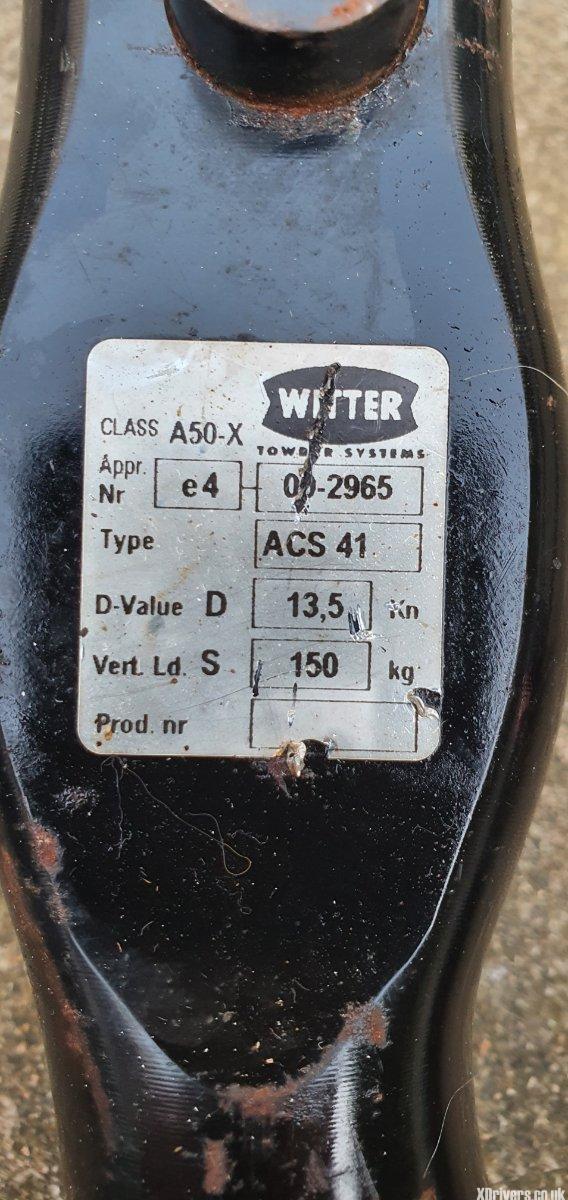 WITTER
TOWBAR SYSTEMS
CLASS A50-X
Appr. Nr e4 00-2965
Type ACS 41
D-Value D 13,5 Kn
Vert. Ld. S 150 kg
Prod. nr
XDrivers.co.uk